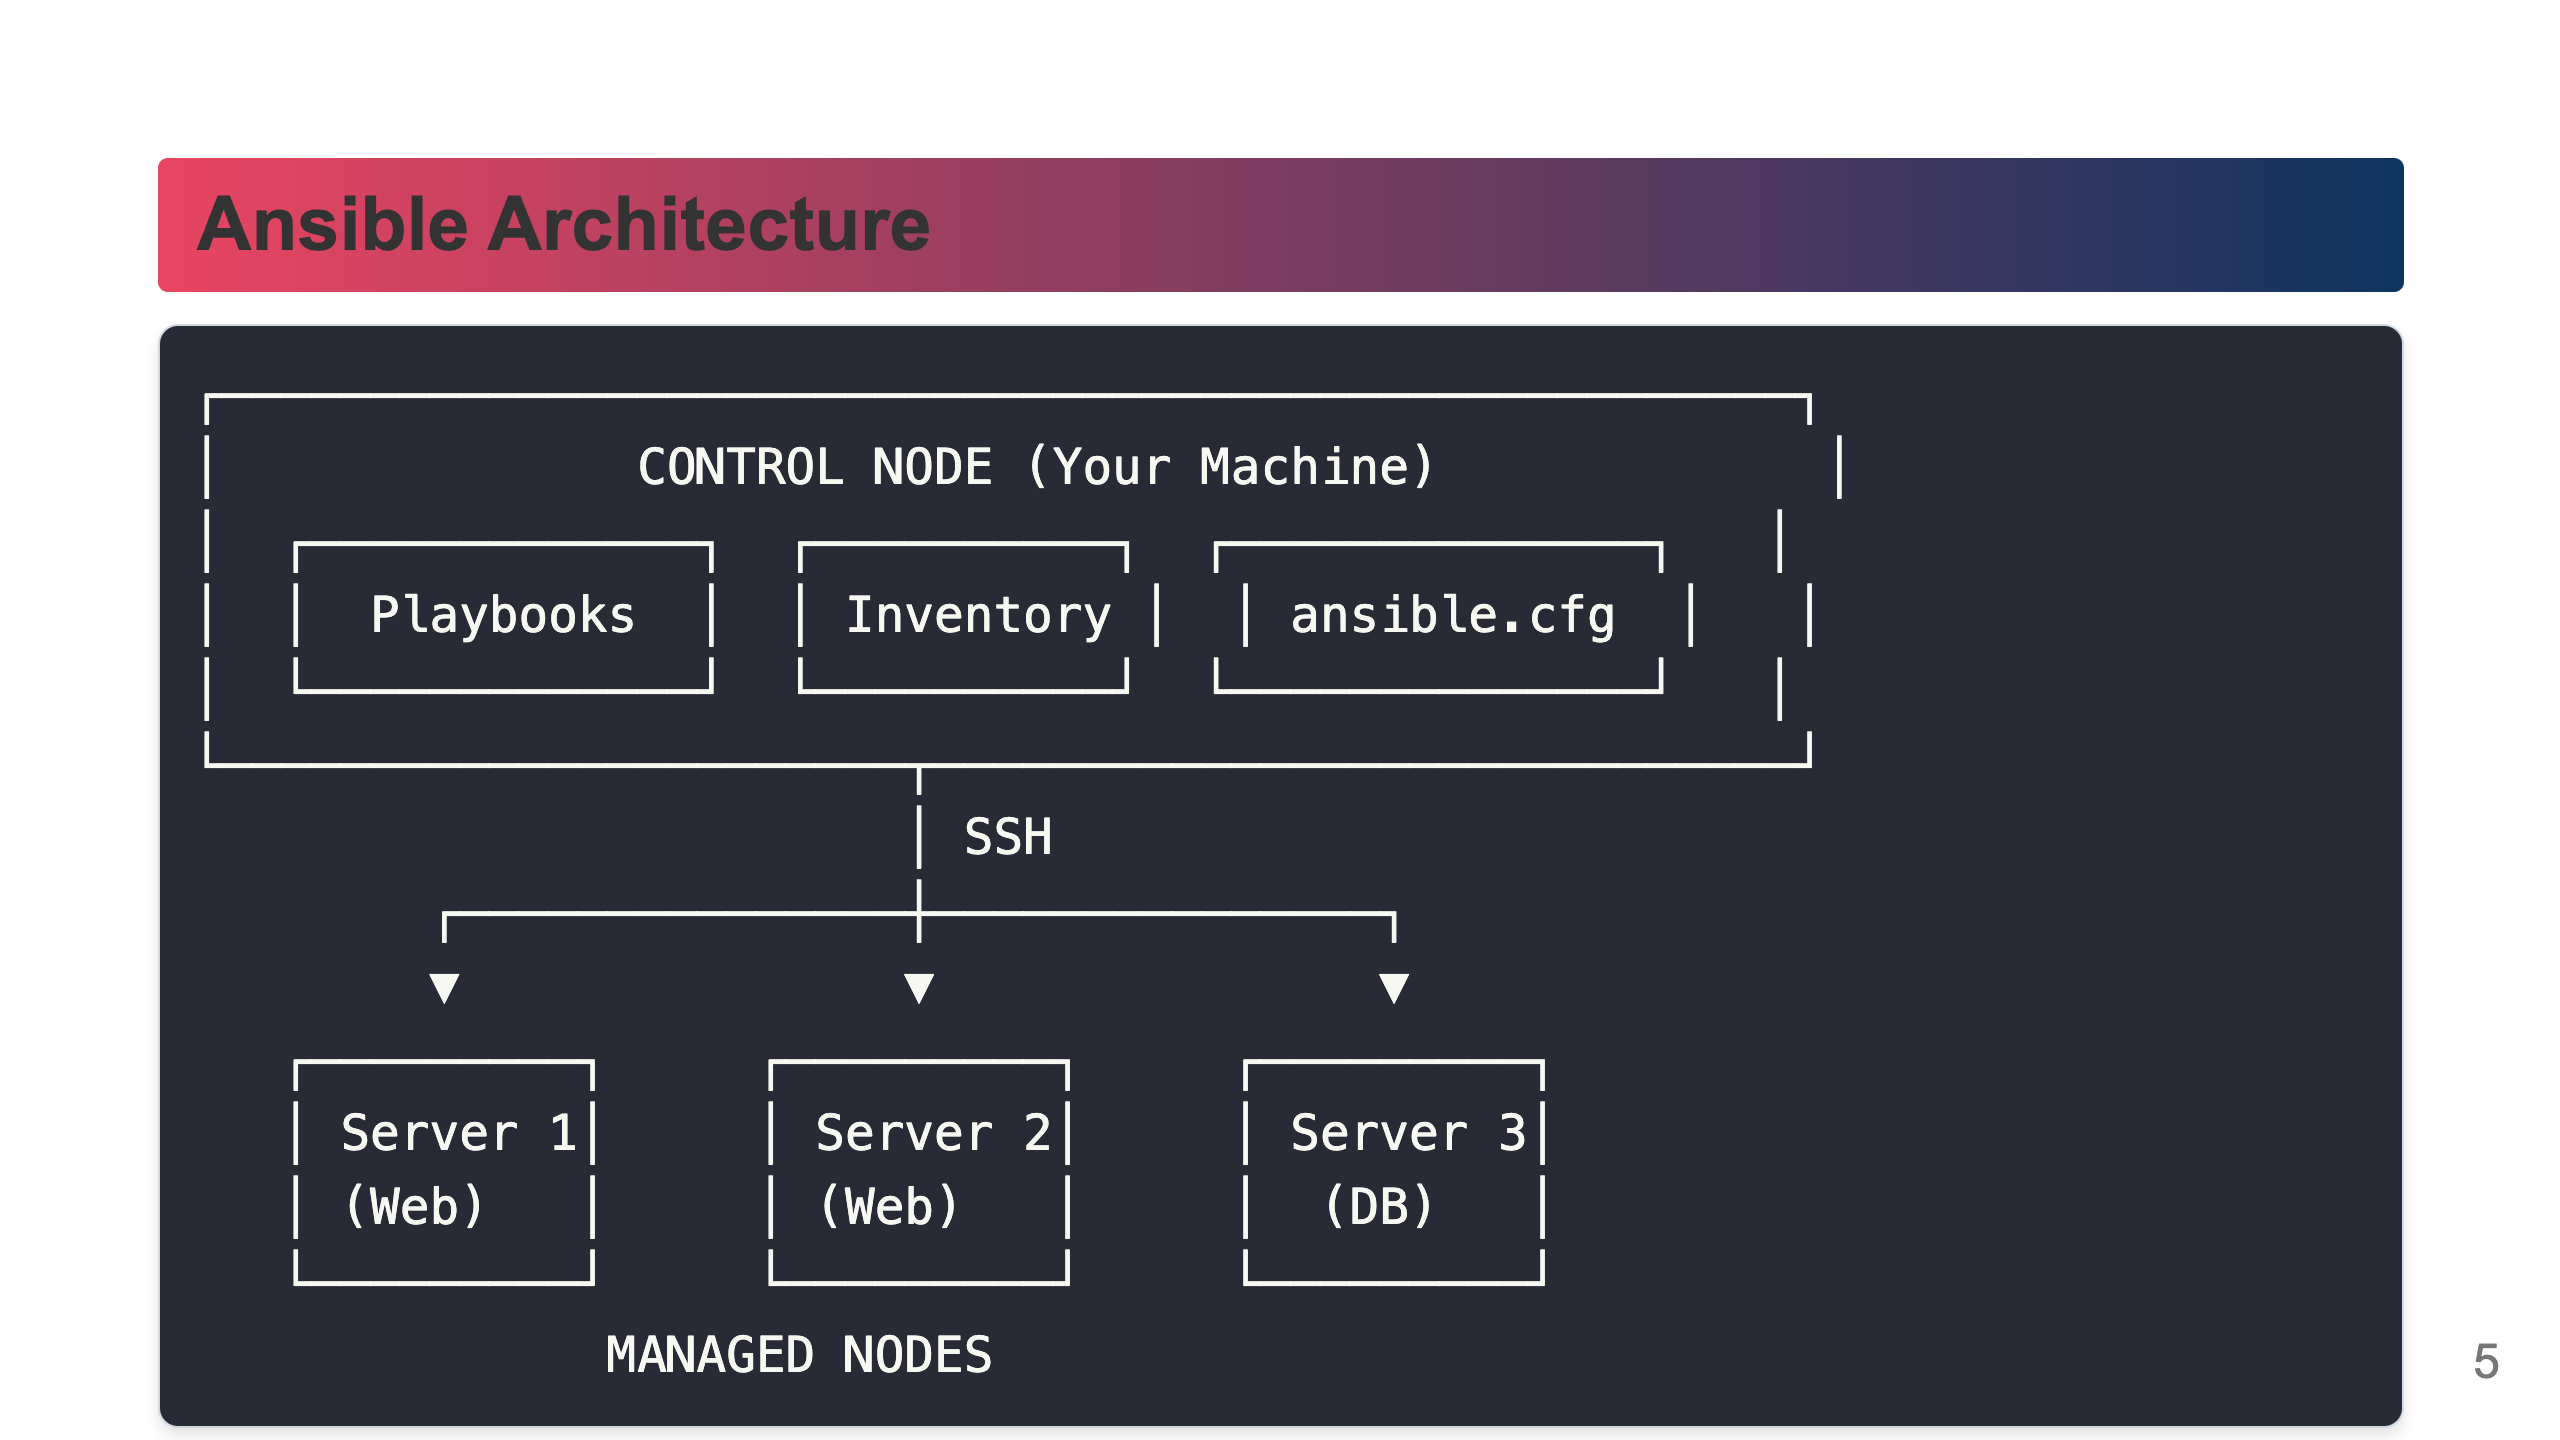 Ansible Architecture
CONTROL NODE (Your Machine)
Playbooks Inventory ansible.cfg
SSH
Server 1 Server 2 Server 3
(Web) (Web) (DB)
MANAGED NODES
5